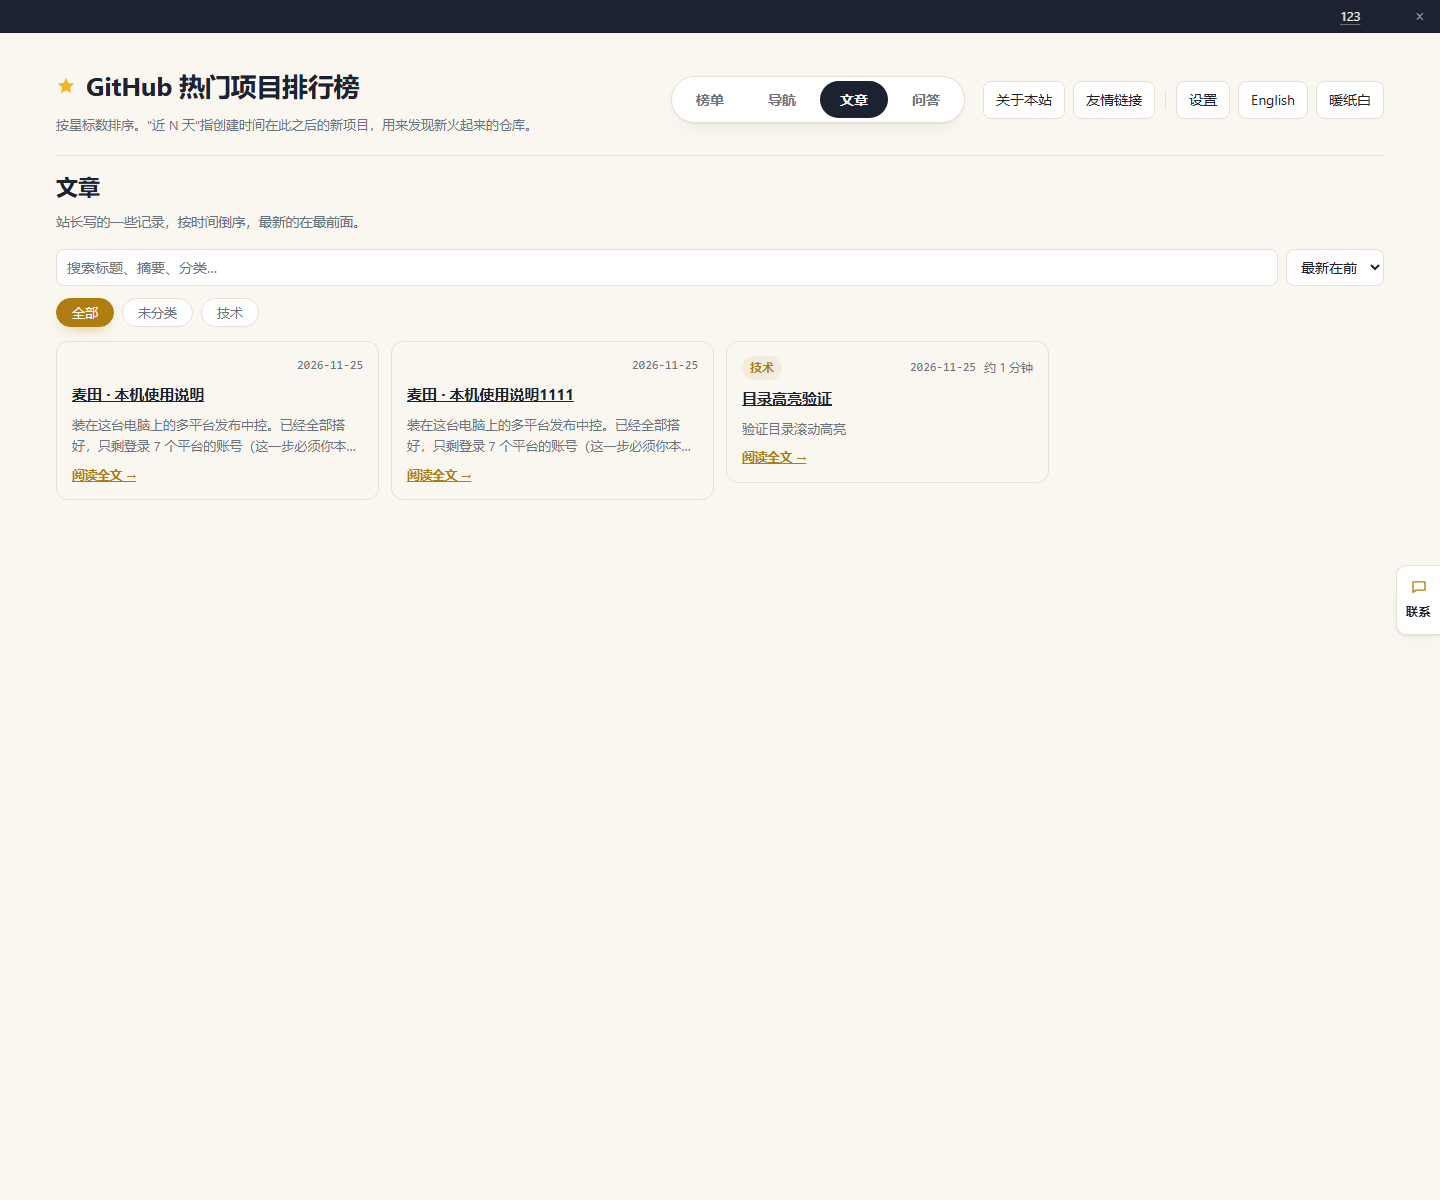 123 ×
GitHub 热门项目排行榜
按星标数排序。"近 N 天"指创建时间在此之后的新项目，用来发现新火起来的仓库。
榜单 导航 文章 问答 关于本站 友情链接 设置 English 暖纸白
文章
站长写的一些记录，按时间倒序，最新的在最前面。
搜索标题、摘要、分类... 最新在前
全部 未分类 技术
2026-11-25
麦田 · 本机使用说明
装在这台电脑上的多平台发布中控。已经全部搭
好，只剩登录 7 个平台的账号（这一步必须你本...
阅读全文 →
2026-11-25
麦田 · 本机使用说明1111
装在这台电脑上的多平台发布中控。已经全部搭
好，只剩登录 7 个平台的账号（这一步必须你本...
阅读全文 →
技术 2026-11-25 约 1 分钟
目录高亮验证
验证目录滚动高亮
阅读全文 →
联系